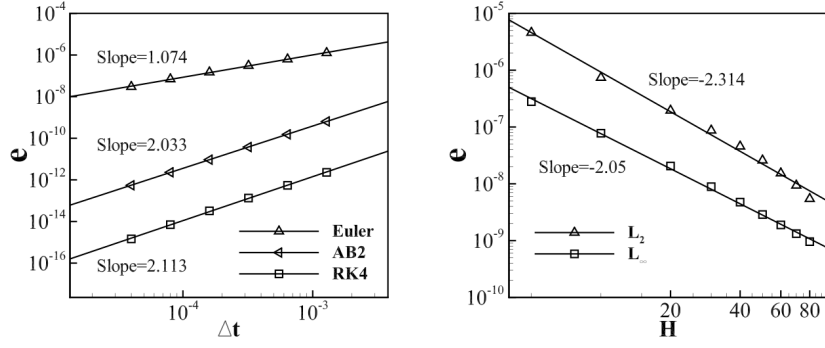 10⁻⁴
10⁻⁶
10⁻⁸
10⁻¹⁰
10⁻¹²
10⁻¹⁴
10⁻¹⁶
e
Slope=1.074
Slope=2.033
Slope=2.113
Euler
AB2
RK4
10⁻⁴ 10⁻³
Δt
10⁻⁵
10⁻⁶
10⁻⁷
10⁻⁸
10⁻⁹
10⁻¹⁰
e
Slope=-2.314
Slope=-2.05
L₂
L∞
20 40 60 80
H